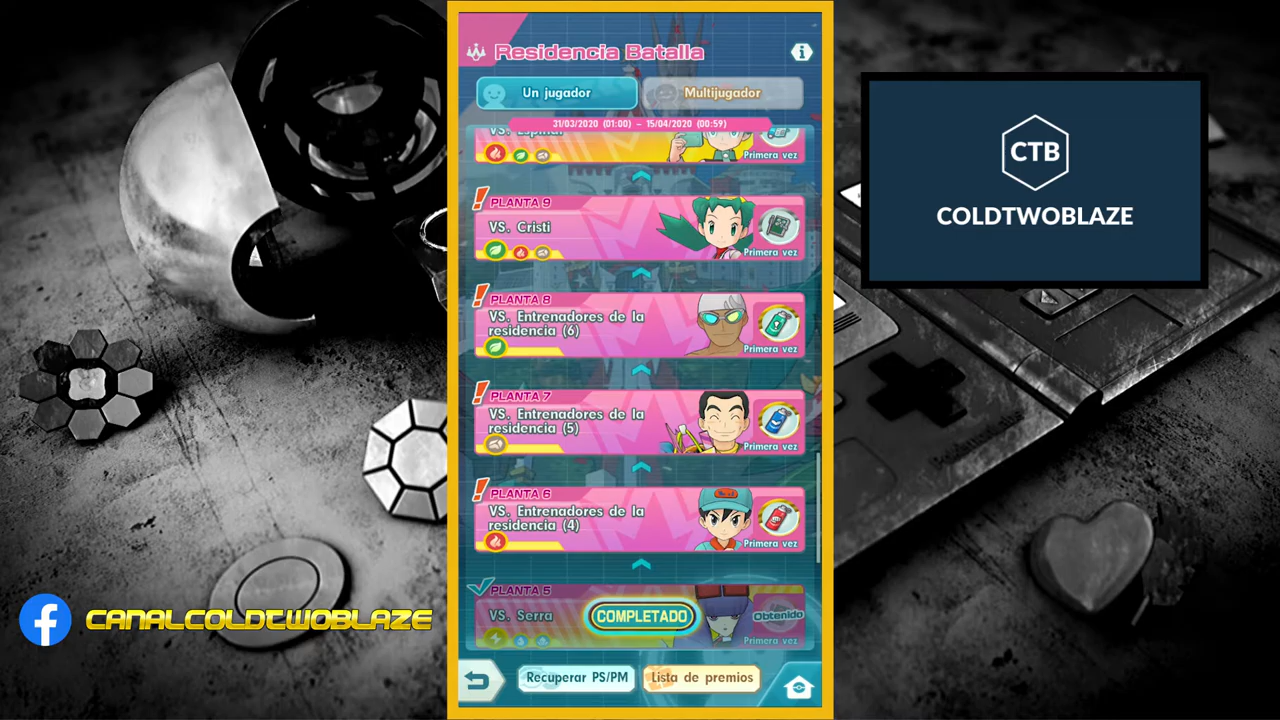 Residencia Batalla
Un jugador
Multijugador
31/03/2020 (01:00) – 15/04/2020 (00:59)
VS. Espinal
Primera vez
PLANTA 9
VS. Cristi
Primera vez
PLANTA 8
VS. Entrenadores de la
residencia (6)
Primera vez
PLANTA 7
VS. Entrenadores de la
residencia (5)
Primera vez
PLANTA 6
VS. Entrenadores de la
residencia (4)
Primera vez
PLANTA 5
VS. Serra
COMPLETADO
Obtenido
Primera vez
Recuperar PS/PM
Lista de premios
CTB
COLDTWOBLAZE
CANALCOLDTWOBLAZE